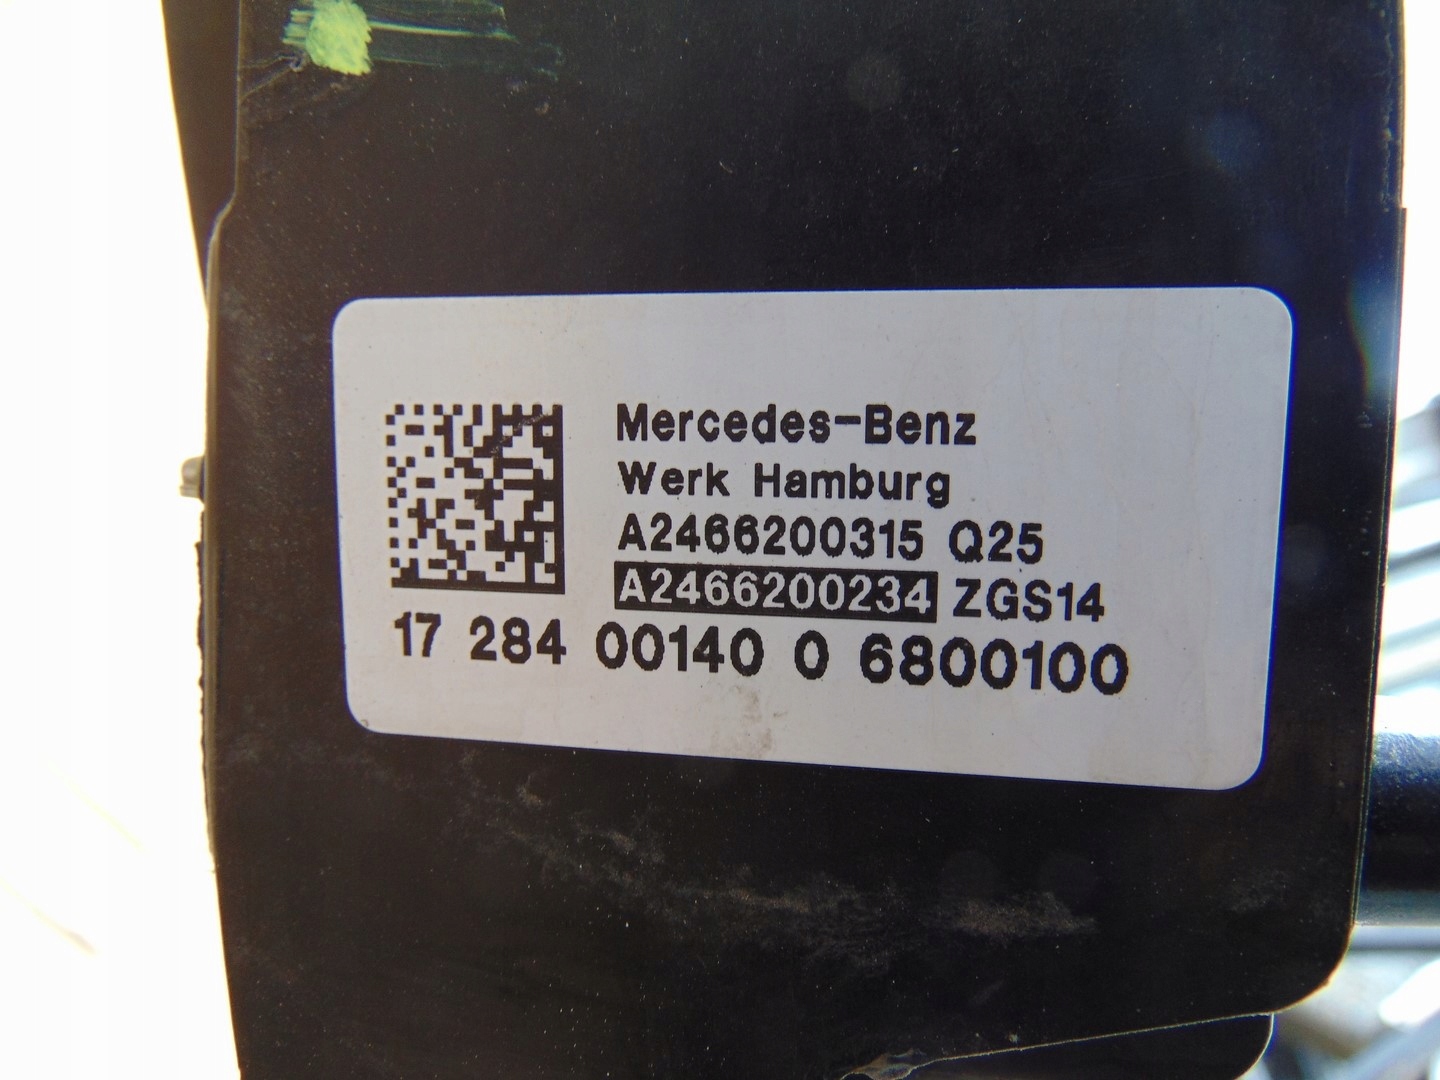 Mercedes-Benz
Werk Hamburg
A2466200315 Q25
A2466200234 ZGS14
17 284 00140 0 6800100